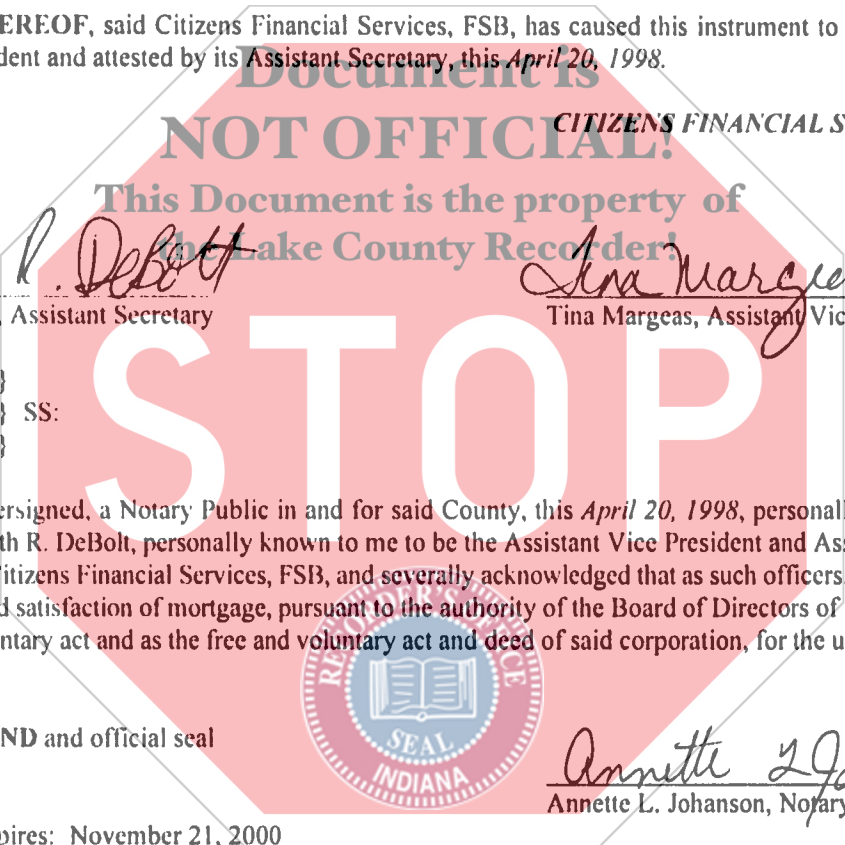 EREOF, said Citizens Financial Services, FSB, has caused this instrument to
dent and attested by its Assistant Secretary, this April 20, 1998.
Document is
NOT OFFICIAL!
This Document is the property of
the Lake County Recorder!
CITIZENS FINANCIAL S
R. DeBolt
Tina Margea
, Assistant Secretary
Tina Margeas, Assistant Vic
STOP
}
} SS:
}
ersigned, a Notary Public in and for said County, this April 20, 1998, personall
th R. DeBolt, personally known to me to be the Assistant Vice President and Ass
Citizens Financial Services, FSB, and severally acknowledged that as such officers,
d satisfaction of mortgage, pursuant to the authority of the Board of Directors of
ntary act and as the free and voluntary act and deed of said corporation, for the u
RECORDER'S OFFICE
SEAL
INDIANA
ND and official seal
Annette L Jo
Annette L. Johanson, Notary
pires: November 21, 2000